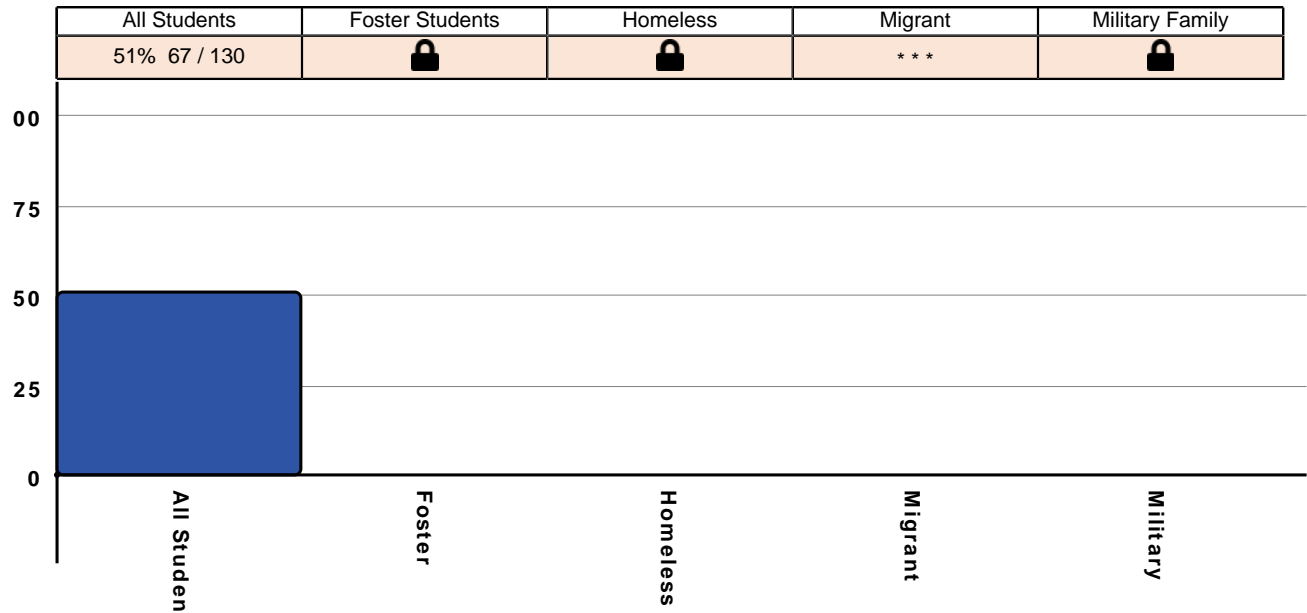 All Students Foster Students Homeless Migrant Military Family
51% 67 / 130 * * *
00
75
50
25
0
All Studen
Foster
Homeless
Migrant
Military